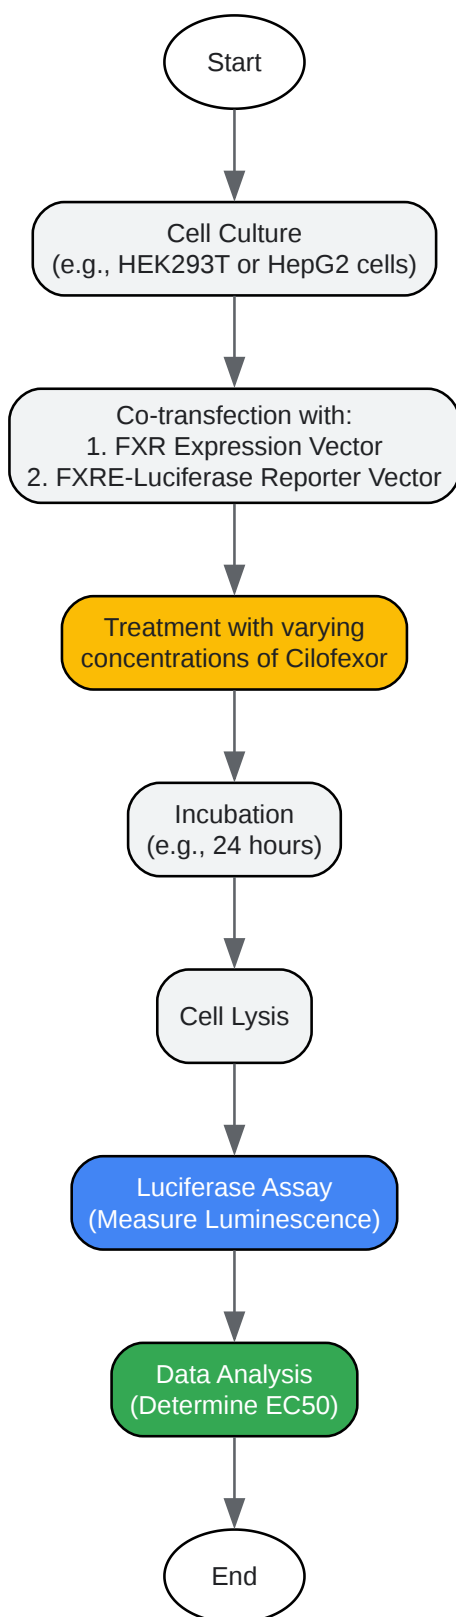 Start
Cell Culture
(e.g., HEK293T or HepG2 cells)
Co-transfection with:
1. FXR Expression Vector
2. FXRE-Luciferase Reporter Vector
Treatment with varying
concentrations of Cilofexor
Incubation
(e.g., 24 hours)
Cell Lysis
Luciferase Assay
(Measure Luminescence)
Data Analysis
(Determine EC50)
End